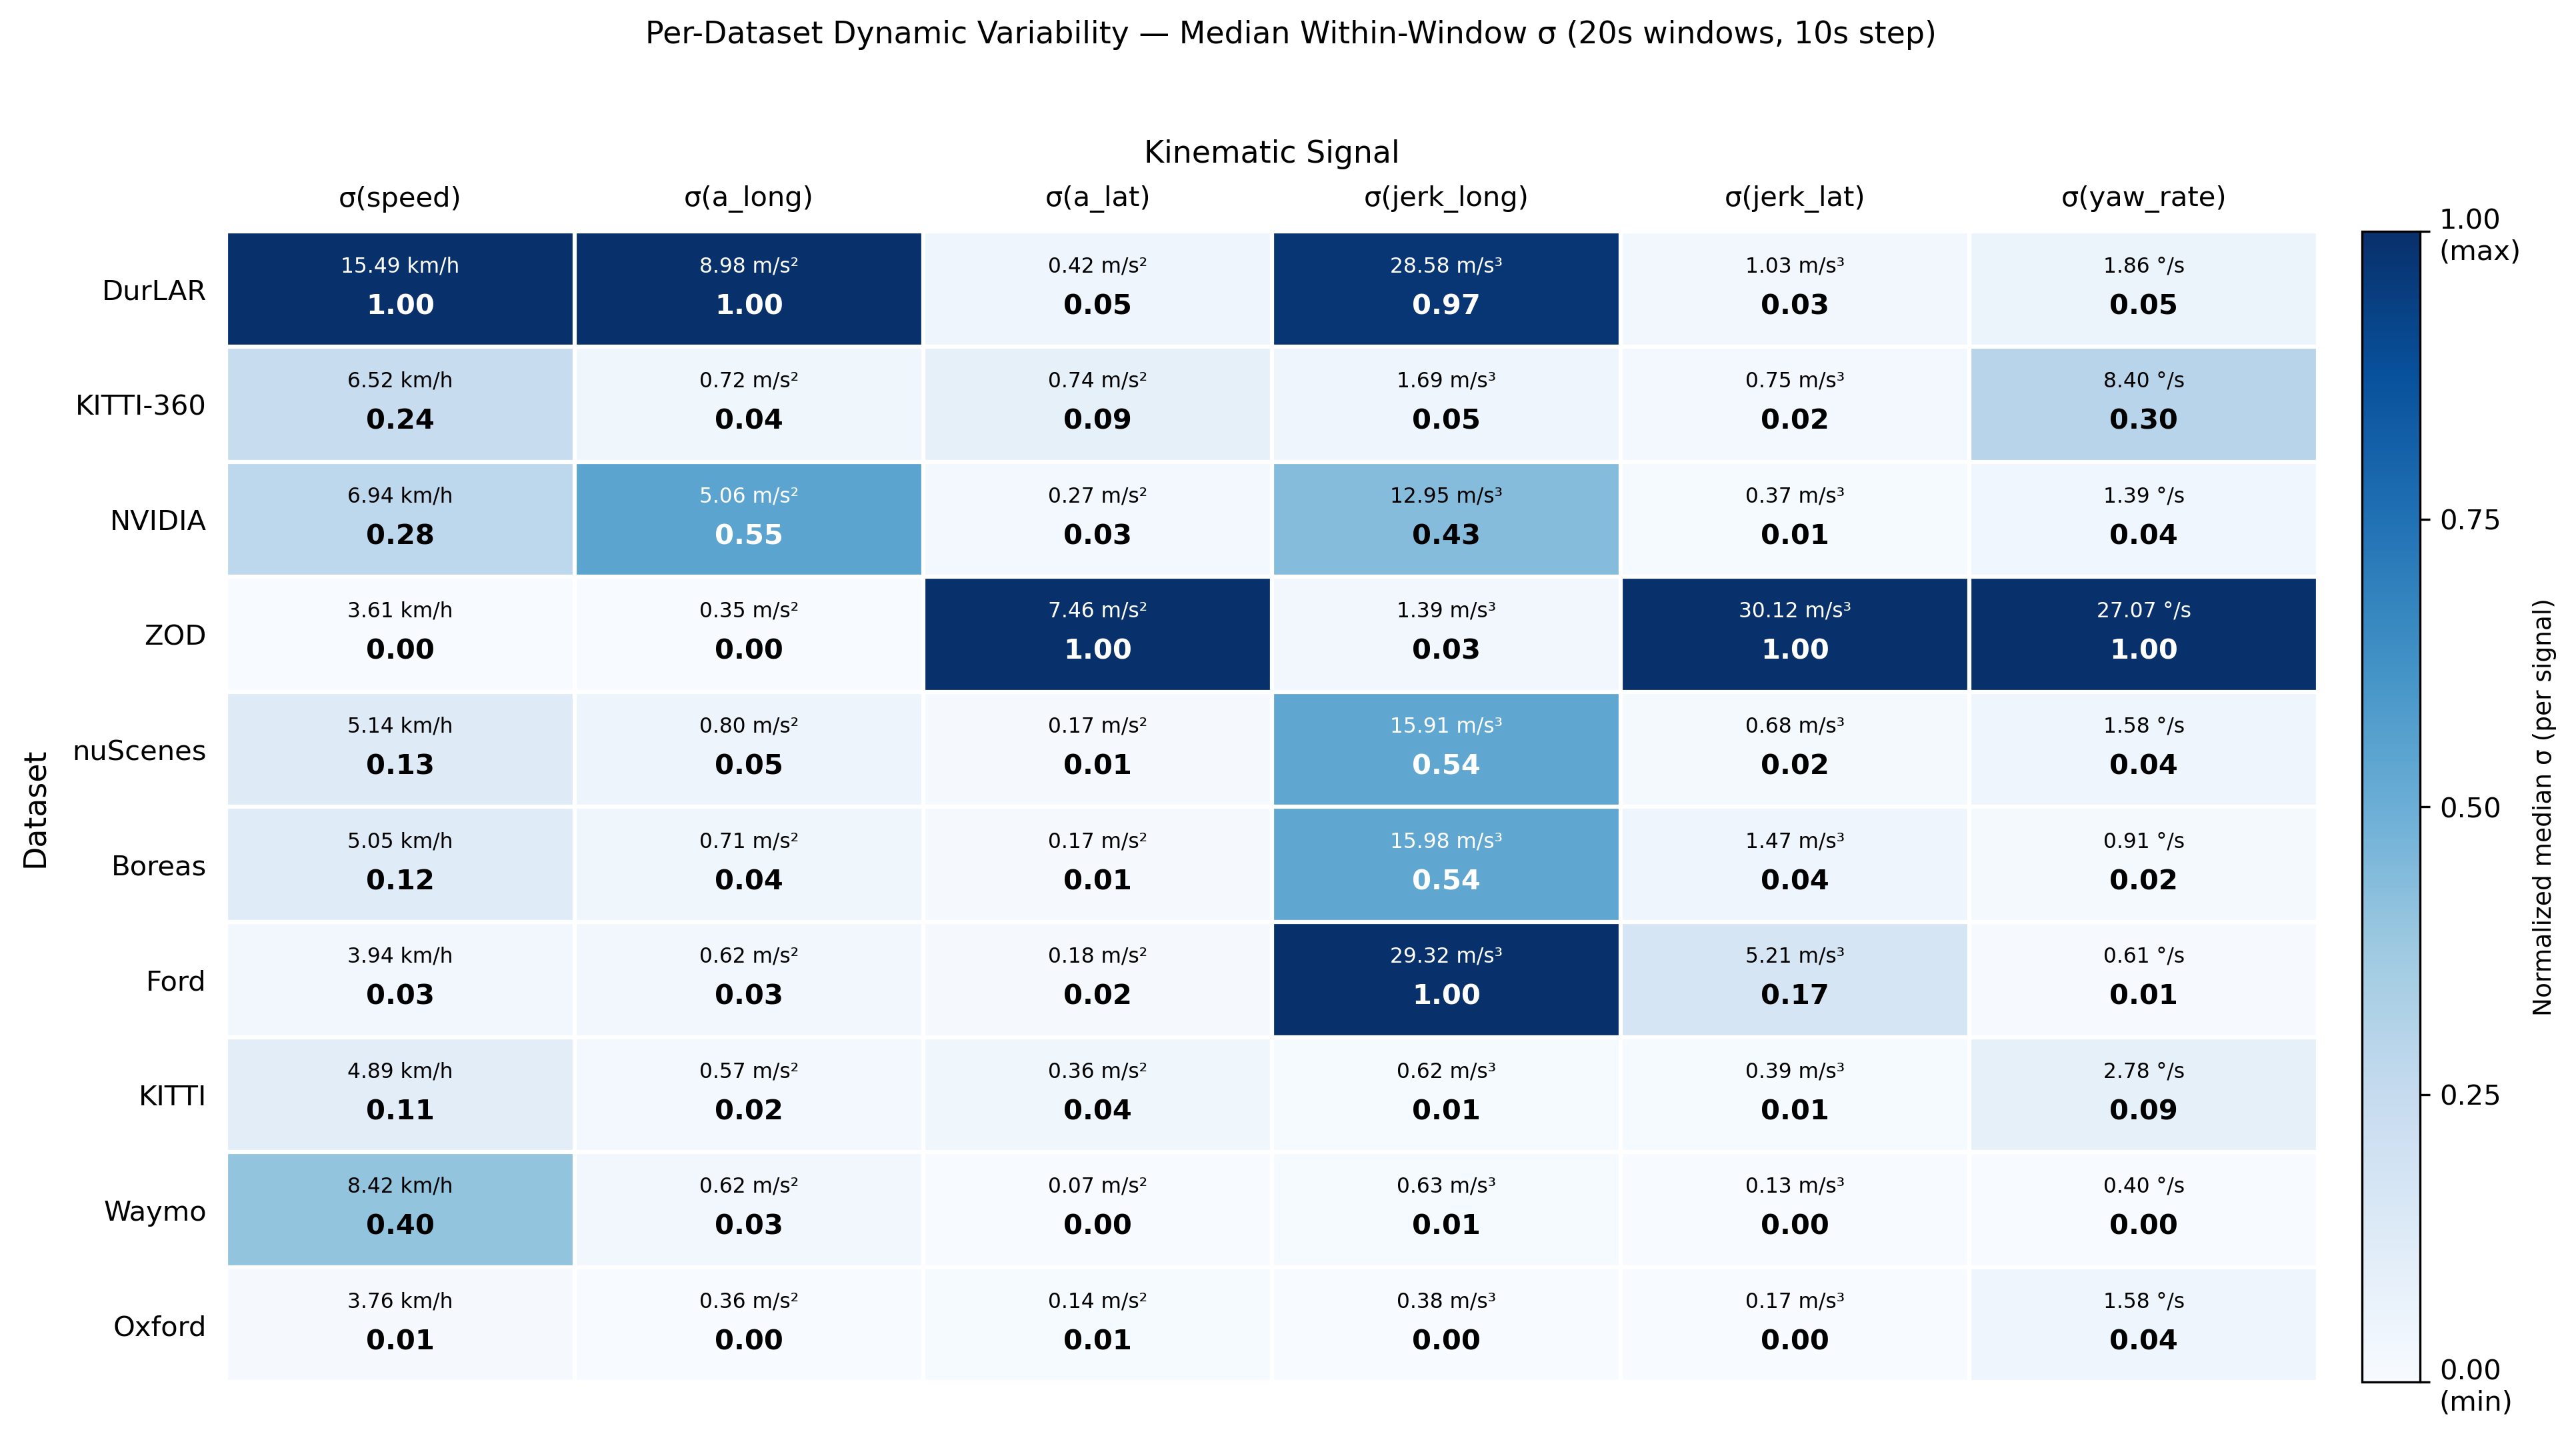 Per-Dataset Dynamic Variability — Median Within-Window σ (20s windows, 10s step)
Kinematic Signal
σ(speed) σ(a_long) σ(a_lat) σ(jerk_long) σ(jerk_lat) σ(yaw_rate)
DurLAR
15.49 km/h 8.98 m/s² 0.42 m/s² 28.58 m/s³ 1.03 m/s³ 1.86 °/s
1.00 1.00 0.05 0.97 0.03 0.05
KITTI-360
6.52 km/h 0.72 m/s² 0.74 m/s² 1.69 m/s³ 0.75 m/s³ 8.40 °/s
0.24 0.04 0.09 0.05 0.02 0.30
NVIDIA
6.94 km/h 5.06 m/s² 0.27 m/s² 12.95 m/s³ 0.37 m/s³ 1.39 °/s
0.28 0.55 0.03 0.43 0.01 0.04
ZOD
3.61 km/h 0.35 m/s² 7.46 m/s² 1.39 m/s³ 30.12 m/s³ 27.07 °/s
0.00 0.00 1.00 0.03 1.00 1.00
nuScenes
5.14 km/h 0.80 m/s² 0.17 m/s² 15.91 m/s³ 0.68 m/s³ 1.58 °/s
0.13 0.05 0.01 0.54 0.02 0.04
Boreas
5.05 km/h 0.71 m/s² 0.17 m/s² 15.98 m/s³ 1.47 m/s³ 0.91 °/s
0.12 0.04 0.01 0.54 0.04 0.02
Ford
3.94 km/h 0.62 m/s² 0.18 m/s² 29.32 m/s³ 5.21 m/s³ 0.61 °/s
0.03 0.03 0.02 1.00 0.17 0.01
KITTI
4.89 km/h 0.57 m/s² 0.36 m/s² 0.62 m/s³ 0.39 m/s³ 2.78 °/s
0.11 0.02 0.04 0.01 0.01 0.09
Waymo
8.42 km/h 0.62 m/s² 0.07 m/s² 0.63 m/s³ 0.13 m/s³ 0.40 °/s
0.40 0.03 0.00 0.01 0.00 0.00
Oxford
3.76 km/h 0.36 m/s² 0.14 m/s² 0.38 m/s³ 0.17 m/s³ 1.58 °/s
0.01 0.00 0.01 0.00 0.00 0.04
Dataset
1.00
(max)
0.75
0.50
0.25
0.00
(min)
Normalized median σ (per signal)